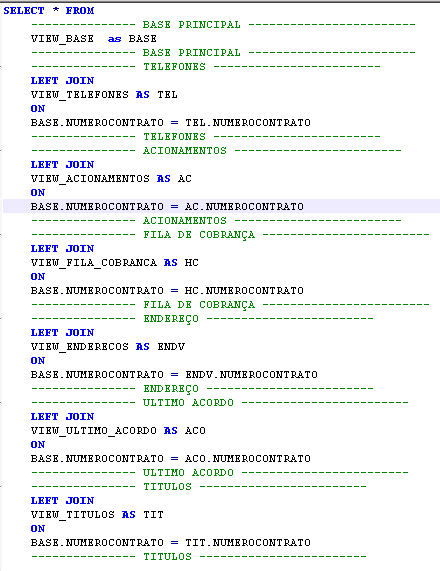 SELECT * FROM
--------------- BASE PRINCIPAL ------------------------
VIEW_BASE  as BASE
--------------- BASE PRINCIPAL ------------------------
--------------- TELEFONES ------------------------
LEFT JOIN
VIEW_TELEFONES AS TEL
ON
BASE.NUMEROCONTRATO = TEL.NUMEROCONTRATO
--------------- TELEFONES ------------------------
--------------- ACIONAMENTOS ------------------------
LEFT JOIN
VIEW_ACIONAMENTOS AS AC
ON
BASE.NUMEROCONTRATO = AC.NUMEROCONTRATO
--------------- ACIONAMENTOS ------------------------
--------------- FILA DE COBRANÇA ------------------------
LEFT JOIN
VIEW_FILA_COBRANCA AS HC
ON
BASE.NUMEROCONTRATO = HC.NUMEROCONTRATO
--------------- FILA DE COBRANÇA ------------------------
--------------- ENDEREÇO ------------------------
LEFT JOIN
VIEW_ENDERECOS AS ENDV
ON
BASE.NUMEROCONTRATO = ENDV.NUMEROCONTRATO
--------------- ENDEREÇO ------------------------
--------------- ULTIMO ACORDO ------------------------
LEFT JOIN
VIEW_ULTIMO_ACORDO AS ACO
ON
BASE.NUMEROCONTRATO = ACO.NUMEROCONTRATO
--------------- ULTIMO ACORDO ------------------------
--------------- TITULOS ------------------------
LEFT JOIN
VIEW_TITULOS AS TIT
ON
BASE.NUMEROCONTRATO = TIT.NUMEROCONTRATO
--------------- TITULOS ------------------------